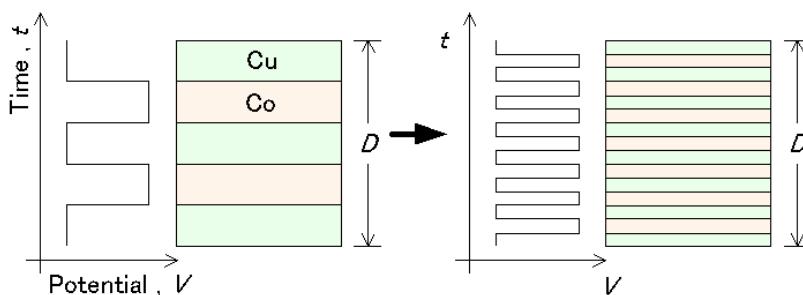 Time , t
Cu
Co
D
Potential , V
t
D
V